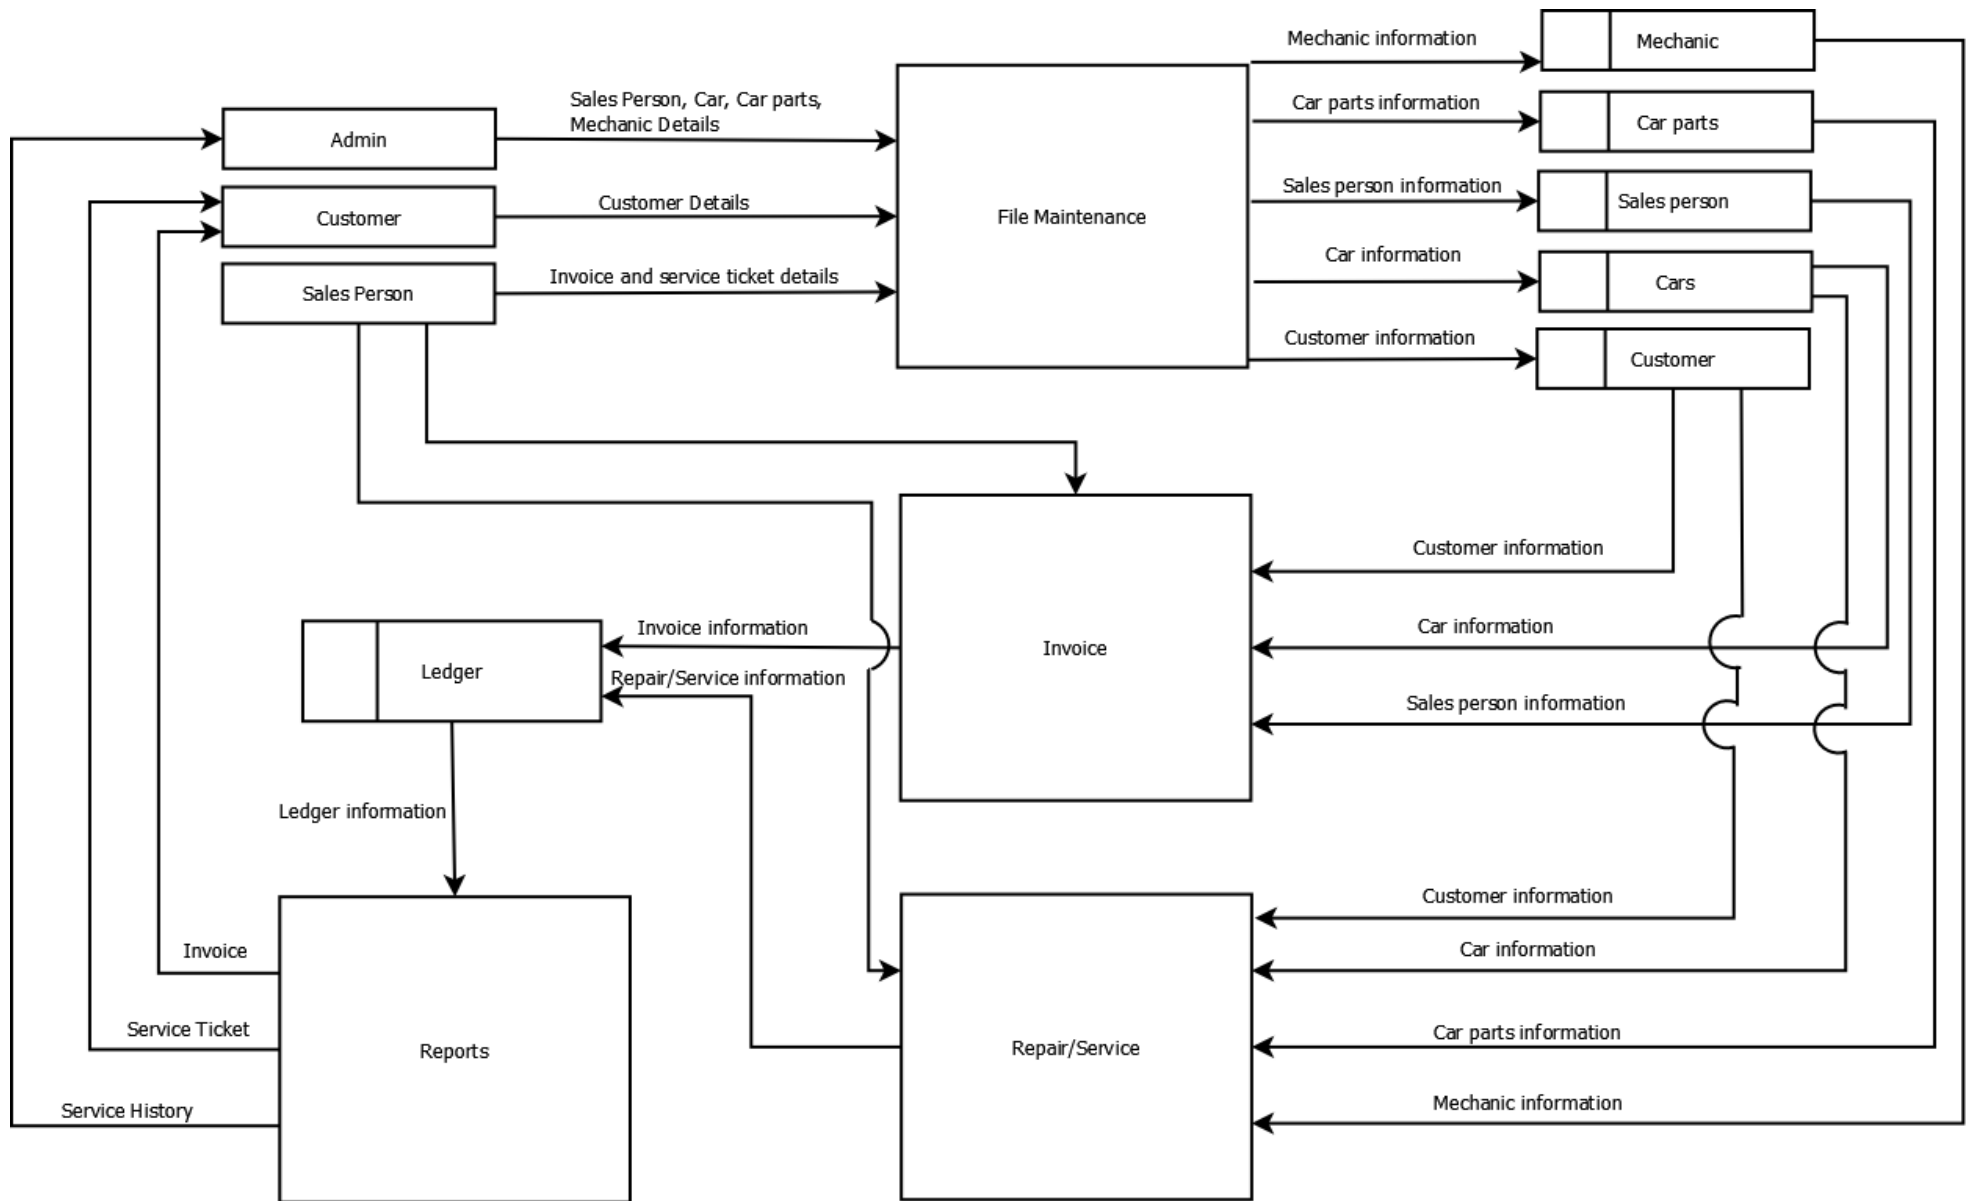 Mechanic information
Mechanic
Sales Person, Car, Car parts,
Mechanic Details
Car parts information
Car parts
Admin
Sales person information
Sales person
Customer Details
Customer
File Maintenance
Car information
Cars
Invoice and service ticket details
Sales Person
Customer information
Customer
Customer information
Invoice information
Car information
Invoice
Ledger
Repair/Service information
Sales person information
Ledger information
Customer information
Invoice
Car information
Service Ticket
Car parts information
Reports
Repair/Service
Service History
Mechanic information